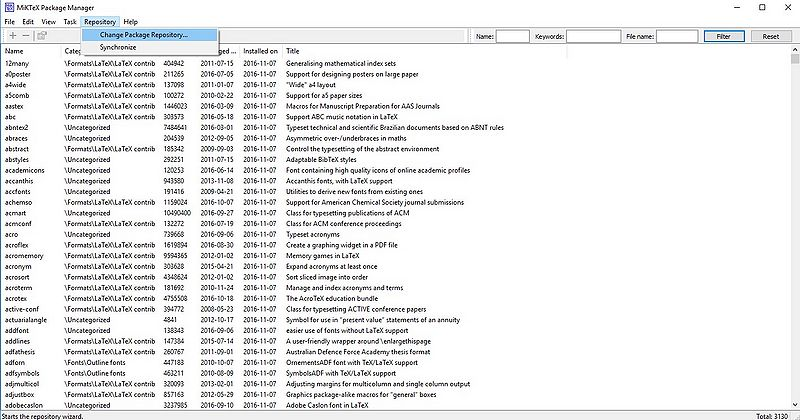 MiKTeX Package Manager
File Edit View Task Repository Help
Change Package Repository...
Synchronize
Name: Keywords: File name: Filter Reset
Name Categ ged ... Installed on Title
12many \Formats\LaTeX\LaTeX contrib 404942 2011-07-15 2016-11-07 Generalising mathematical index sets
a0poster \Formats\LaTeX\LaTeX contrib 211265 2016-07-05 2016-11-07 Support for designing posters on large paper
a4wide \Formats\LaTeX\LaTeX contrib 137098 2011-01-07 2016-11-07 "Wide" a4 layout
a5comb \Formats\LaTeX\LaTeX contrib 100272 2010-02-22 2016-11-07 Support for a5 paper sizes
aastex \Formats\LaTeX\LaTeX contrib 1446023 2016-03-09 2016-11-07 Macros for Manuscript Preparation for AAS Journals
abc \Formats\LaTeX\LaTeX contrib 303573 2016-05-18 2016-11-07 Support ABC music notation in LaTeX
abntex2 \Uncategorized 7484641 2016-03-01 2016-11-07 Typeset technical and scientific Brazilian documents based on ABNT rules
abraces \Uncategorized 204539 2012-09-05 2016-11-07 Asymmetric over-/underbraces in maths
abstract \Formats\LaTeX\LaTeX contrib 185342 2009-09-03 2016-11-07 Control the typesetting of the abstract environment
abstyles \Uncategorized 292251 2011-07-15 2016-11-07 Adaptable BibTeX styles
academicons \Uncategorized 120253 2016-06-14 2016-11-07 Font containing high quality icons of online academic profiles
accanthis \Uncategorized 943580 2013-11-08 2016-11-07 Accanthis fonts, with LaTeX support
accfonts \Uncategorized 191416 2009-04-21 2016-11-07 Utilities to derive new fonts from existing ones
achemso \Formats\LaTeX\LaTeX contrib 1159024 2016-10-07 2016-11-07 Support for American Chemical Society journal submissions
acmart \Uncategorized 10490400 2016-09-27 2016-11-07 Class for typesetting publications of ACM
acmconf \Formats\LaTeX\LaTeX contrib 132272 2016-07-19 2016-11-07 Class for ACM conference proceedings
acro \Uncategorized 739668 2016-09-06 2016-11-07 Typeset acronyms
acroflex \Formats\LaTeX\LaTeX contrib 1619894 2016-08-30 2016-11-07 Create a graphing widget in a PDF file
acromemory \Formats\LaTeX\LaTeX contrib 9594365 2012-01-02 2016-11-07 Memory games in LaTeX
acronym \Formats\LaTeX\LaTeX contrib 303628 2015-04-21 2016-11-07 Expand acronyms at least once
acrosort \Formats\LaTeX\LaTeX contrib 4348624 2012-01-02 2016-11-07 Sort sliced image into order
acroterm \Formats\LaTeX\LaTeX contrib 181692 2010-11-24 2016-11-07 Manage and index acronyms and terms
acrotex \Formats\LaTeX\LaTeX contrib 4755508 2016-10-18 2016-11-07 The AcroTeX education bundle
active-conf \Formats\LaTeX\LaTeX contrib 394772 2008-05-23 2016-11-07 Class for typesetting ACTIVE conference papers
actuarialangle \Uncategorized 4841 2012-10-17 2016-11-07 Symbol for use in "present value" statements of an annuity
addfont \Uncategorized 138343 2016-09-06 2016-11-07 easier use of fonts without LaTeX support
addlines \Formats\LaTeX\LaTeX contrib 147384 2015-07-14 2016-11-07 A user-friendly wrapper around \enlargethispage
adfathesis \Formats\LaTeX\LaTeX contrib 260767 2011-09-01 2016-11-07 Australian Defence Force Academy thesis format
adforn \Fonts\Outline fonts 447183 2010-10-07 2016-11-07 OrnementsADF font with TeX/LaTeX support
adfsymbols \Fonts\Outline fonts 463211 2010-08-09 2016-11-07 SymbolsADF with TeX/LaTeX support
adjmulticol \Formats\LaTeX\LaTeX contrib 320093 2013-02-01 2016-11-07 Adjusting margins for multicolumn and single column output
adjustbox \Formats\LaTeX\LaTeX contrib 857163 2012-05-29 2016-11-07 Graphics package-alike macros for "general" boxes
adobecaslon \Uncategorized 3237985 2016-09-10 2016-11-07 Adobe Caslon font in LaTeX
Starts the repository wizard. Total: 3130